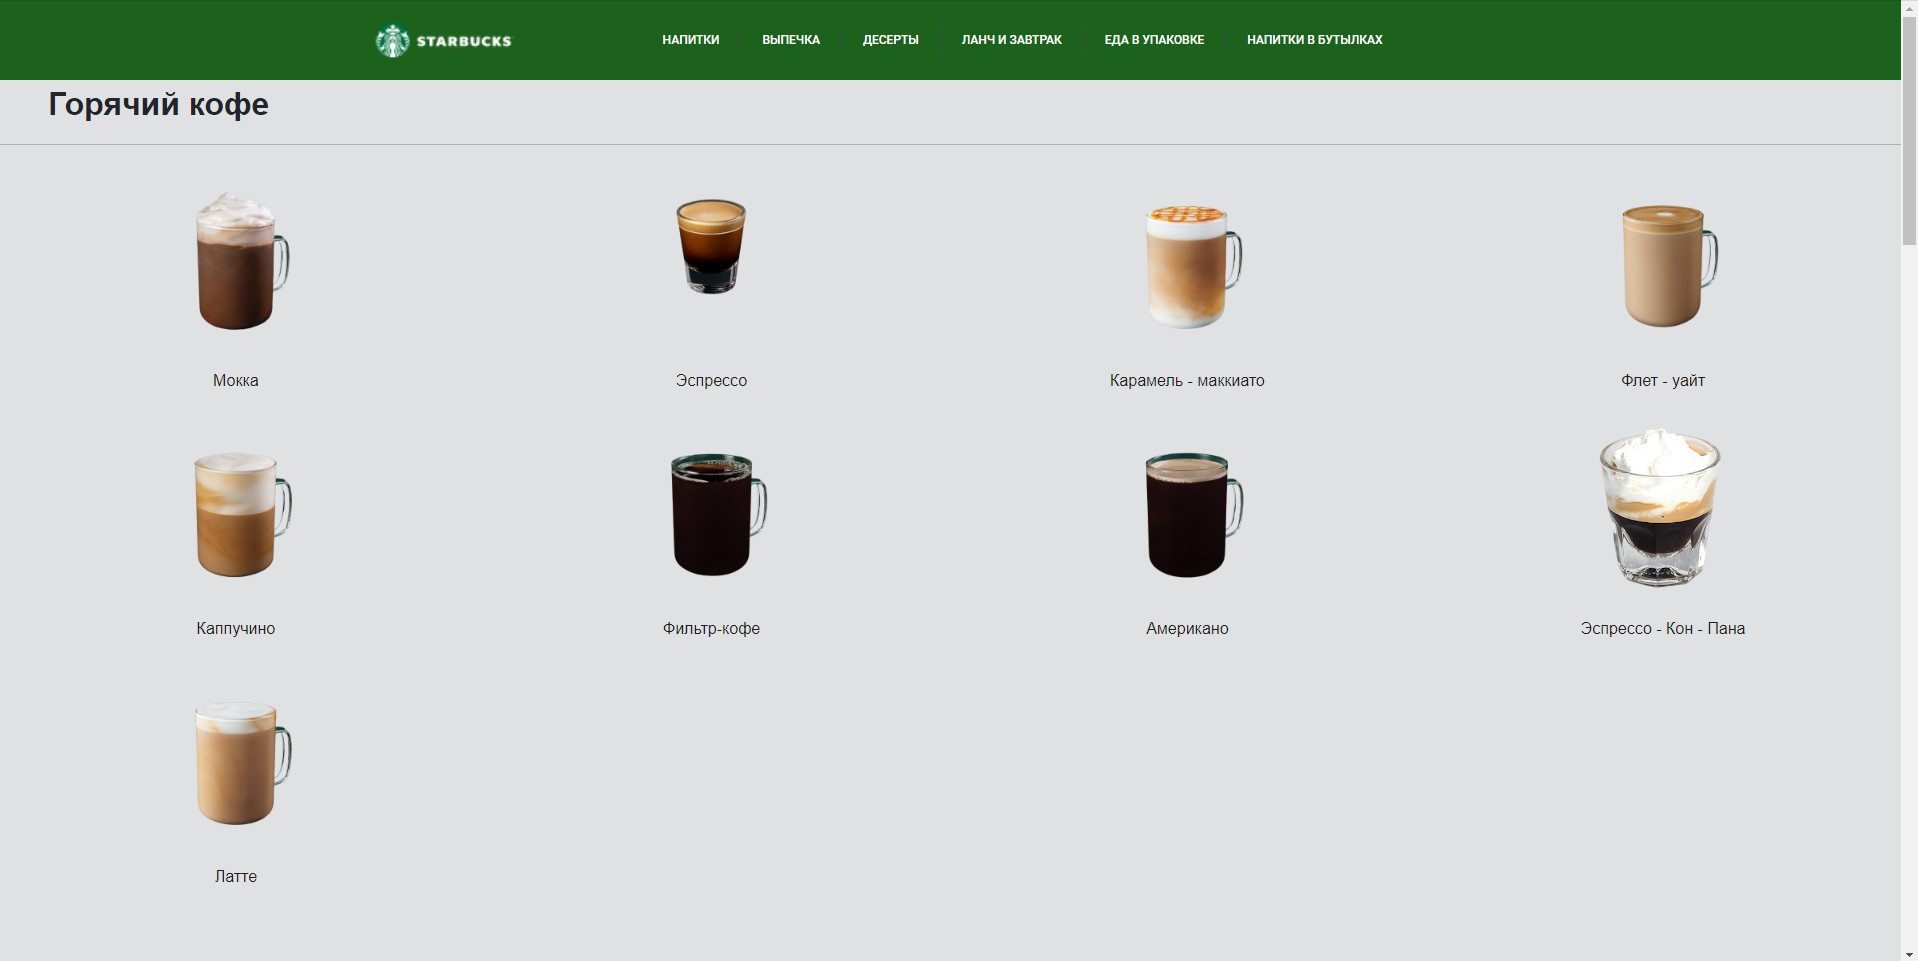 STARBUCKS
НАПИТКИ
ВЫПЕЧКА
ДЕСЕРТЫ
ЛАНЧ И ЗАВТРАК
ЕДА В УПАКОВКЕ
НАПИТКИ В БУТЫЛКАХ
Горячий кофе
Мокка
Эспрессо
Карамель - маккиато
Флет - уайт
Каппучино
Фильтр-кофе
Американо
Эспрессо - Кон - Пана
Латте